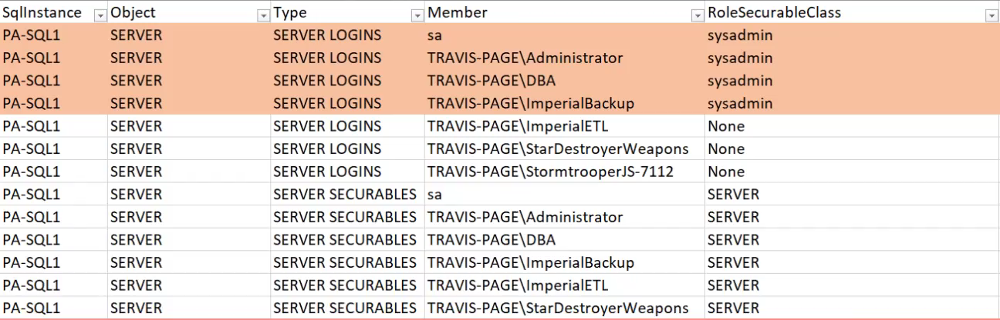 SqlInstance Object Type Member RoleSecurableClass
PA-SQL1 SERVER SERVER LOGINS sa sysadmin
PA-SQL1 SERVER SERVER LOGINS TRAVIS-PAGE\Administrator sysadmin
PA-SQL1 SERVER SERVER LOGINS TRAVIS-PAGE\DBA sysadmin
PA-SQL1 SERVER SERVER LOGINS TRAVIS-PAGE\ImperialBackup sysadmin
PA-SQL1 SERVER SERVER LOGINS TRAVIS-PAGE\ImperialETL None
PA-SQL1 SERVER SERVER LOGINS TRAVIS-PAGE\StarDestroyerWeapons None
PA-SQL1 SERVER SERVER LOGINS TRAVIS-PAGE\StormtrooperJS-7112 None
PA-SQL1 SERVER SERVER SECURABLES sa SERVER
PA-SQL1 SERVER SERVER SECURABLES TRAVIS-PAGE\Administrator SERVER
PA-SQL1 SERVER SERVER SECURABLES TRAVIS-PAGE\DBA SERVER
PA-SQL1 SERVER SERVER SECURABLES TRAVIS-PAGE\ImperialBackup SERVER
PA-SQL1 SERVER SERVER SECURABLES TRAVIS-PAGE\ImperialETL SERVER
PA-SQL1 SERVER SERVER SECURABLES TRAVIS-PAGE\StarDestroyerWeapons SERVER